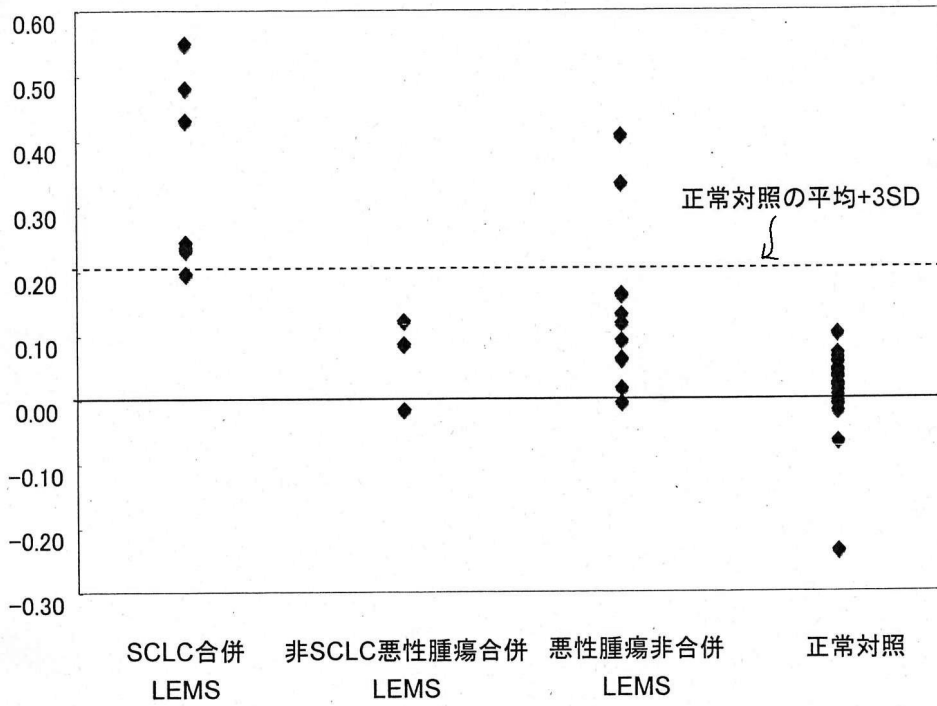 0.60
0.50
0.40
0.30
0.20
0.10
0.00
-0.10
-0.20
-0.30
正常対照の平均+3SD
SCLC合併
LEMS
非SCLC悪性腫瘍合併
LEMS
悪性腫瘍非合併
LEMS
正常対照